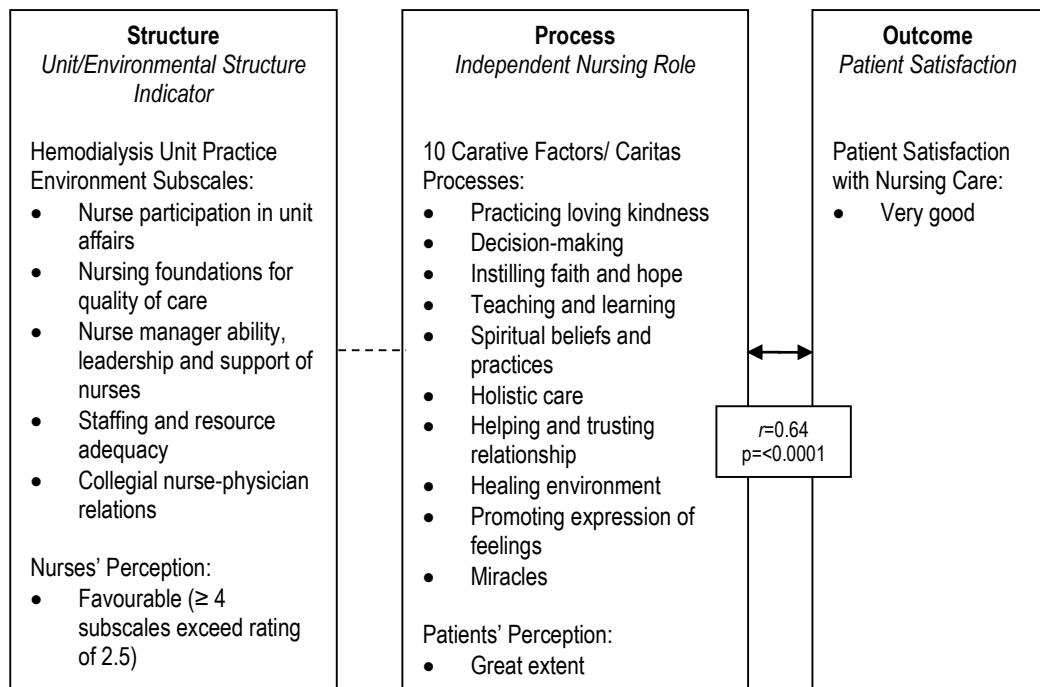 Structure
Unit/Environmental Structure
Indicator
Hemodialysis Unit Practice
Environment Subscales:
• Nurse participation in unit
affairs
• Nursing foundations for
quality of care
• Nurse manager ability,
leadership and support of
nurses
• Staffing and resource
adequacy
• Collegial nurse-physician
relations
Nurses’ Perception:
• Favourable (≥ 4
subscales exceed rating
of 2.5)
Process
Independent Nursing Role
10 Carative Factors/ Caritas
Processes:
• Practicing loving kindness
• Decision-making
• Instilling faith and hope
• Teaching and learning
• Spiritual beliefs and
practices
• Holistic care
• Helping and trusting
relationship
• Healing environment
• Promoting expression of
feelings
• Miracles
Patients’ Perception:
• Great extent
r=0.64
p=<0.0001
Outcome
Patient Satisfaction
Patient Satisfaction
with Nursing Care:
• Very good